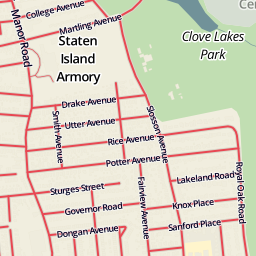 College Avenue
Martling Avenue
Manor Road
Staten
Island
Armory
Clove Lakes
Park
Ce
Drake Avenue
Utter Avenue
Slosson Avenue
Smith Avenue
Rice Avenue
Potter Avenue
Sturges Street
Fairview Avenue
Lakeland Road
Royal Oak Road
Governor Road
Knox Place
Dongan Avenue
Sanford Place